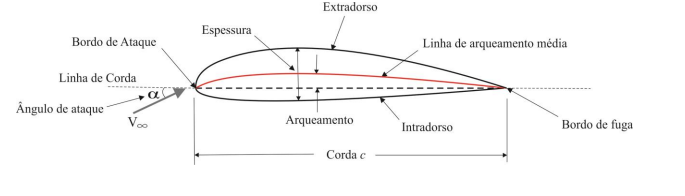 Extradorso
Espessura
Bordo de Ataque
Linha de arqueamento média
Linha de Corda
α
Ângulo de ataque
V∞
Arqueamento
Intradorso
Bordo de fuga
Corda c